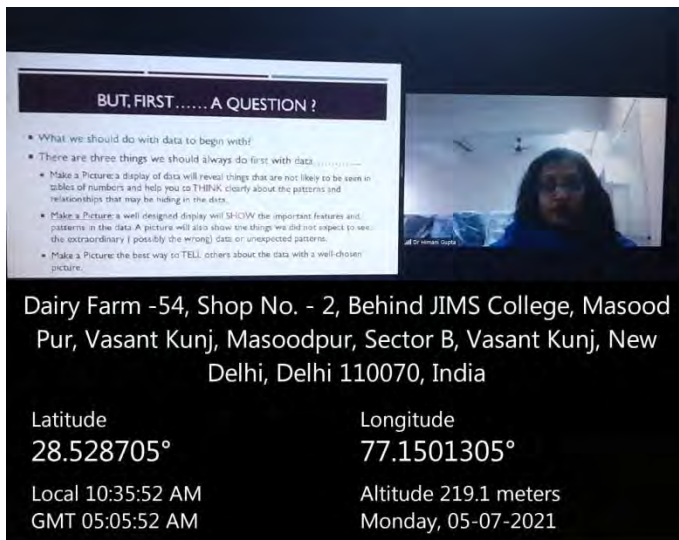 BUT, FIRST...... A QUESTION ?
• What we should do with data to begin with?
• There are three things we should always do first with data..............
• Make a Picture: a display of data will reveal things that are not likely to be seen in
tables of numbers and help you to THINK clearly about the patterns and
relationships that may be hiding in the data.
• Make a Picture: a well designed display will SHOW the important features and
patterns in the data. A picture will also show the things we did not expect to see:
the extraordinary ( possibly the wrong) data or unexpected patterns.
• Make a Picture: the best way to TELL others about the data with a well-chosen
picture.
Dr Himani Gupta
Dairy Farm -54, Shop No. - 2, Behind JIMS College, Masood
Pur, Vasant Kunj, Masoodpur, Sector B, Vasant Kunj, New
Delhi, Delhi 110070, India
Latitude
28.528705°
Longitude
77.1501305°
Local 10:35:52 AM
GMT 05:05:52 AM
Altitude 219.1 meters
Monday, 05-07-2021